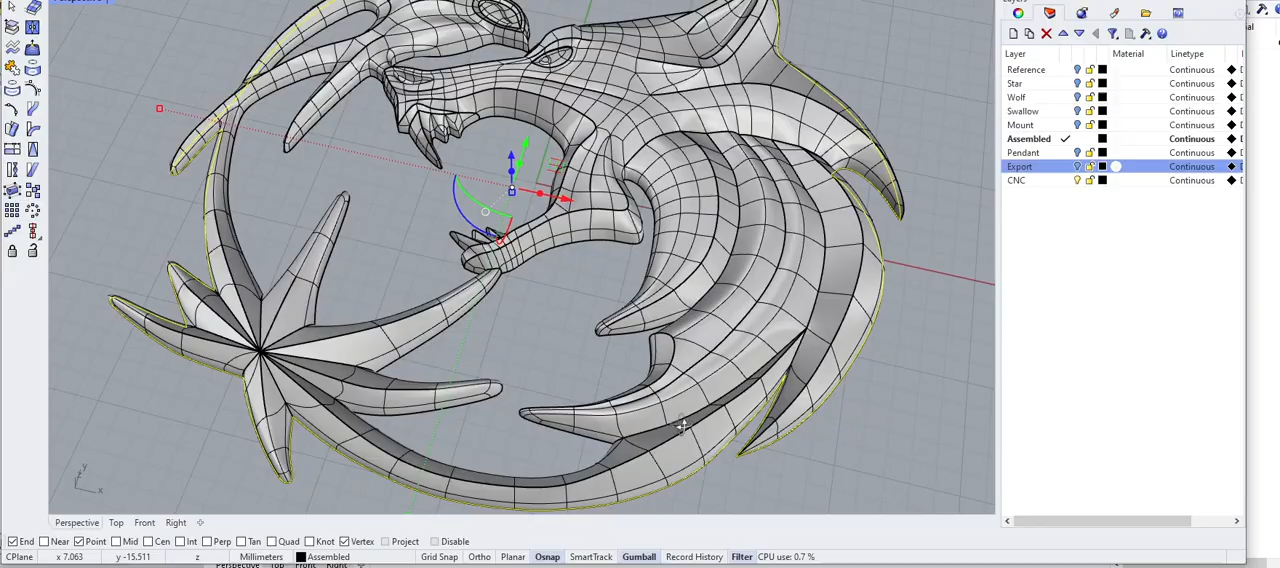 Layer Material Linetype
Reference Continuous
Star Continuous
Wolf Continuous
Swallow Continuous
Mount Continuous
Assembled Continuous
Pendant Continuous
Export Continuous
CNC Continuous
z y x
Perspective Top Front Right
End Near Point Mid Cen Int Perp Tan Quad Knot Vertex Project Disable
CPlane x 7.063 y -15.511 z Millimeters Assembled Grid Snap Ortho Planar Osnap SmartTrack Gumball Record History Filter CPU use: 0.7 %